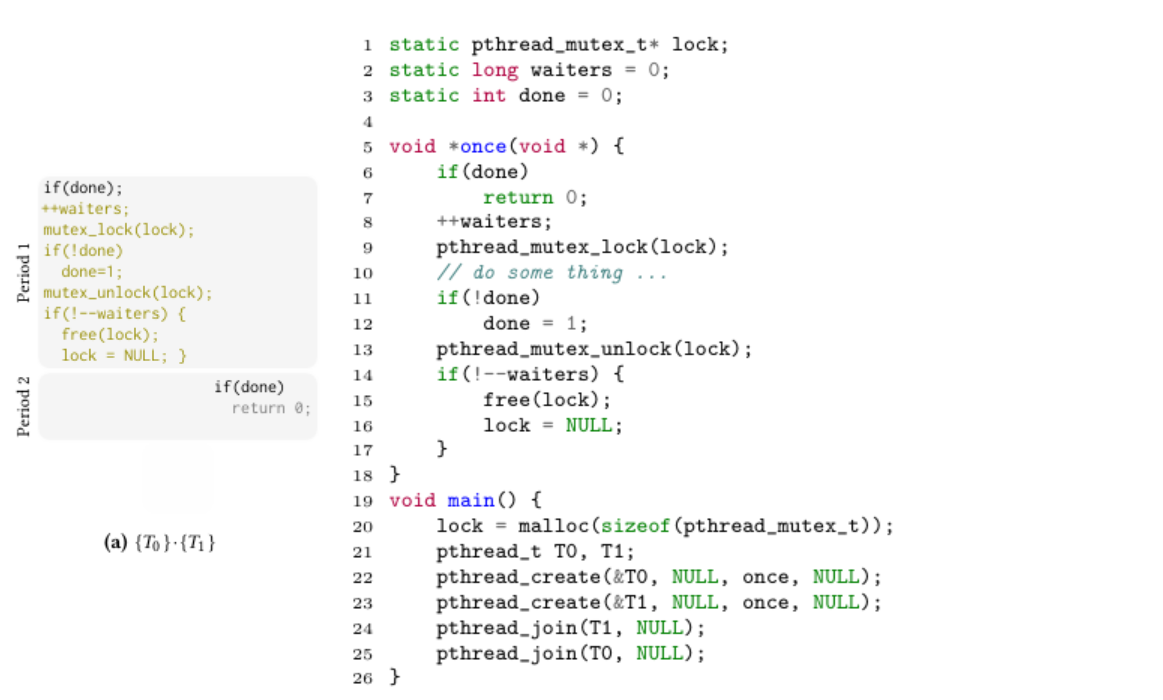 Period 1
if(done);
++waiters;
mutex_lock(lock);
if(!done)
done=1;
mutex_unlock(lock);
if(!--waiters) {
free(lock);
lock = NULL; }
Period 2
if(done)
return 0;
(a) {T0}·{T1}
1 static pthread_mutex_t* lock;
2 static long waiters = 0;
3 static int done = 0;
4
5 void *once(void *) {
6 if(done)
7 return 0;
8 ++waiters;
9 pthread_mutex_lock(lock);
10 // do some thing ...
11 if(!done)
12 done = 1;
13 pthread_mutex_unlock(lock);
14 if(!--waiters) {
15 free(lock);
16 lock = NULL;
17 }
18 }
19 void main() {
20 lock = malloc(sizeof(pthread_mutex_t));
21 pthread_t T0, T1;
22 pthread_create(&T0, NULL, once, NULL);
23 pthread_create(&T1, NULL, once, NULL);
24 pthread_join(T1, NULL);
25 pthread_join(T0, NULL);
26 }